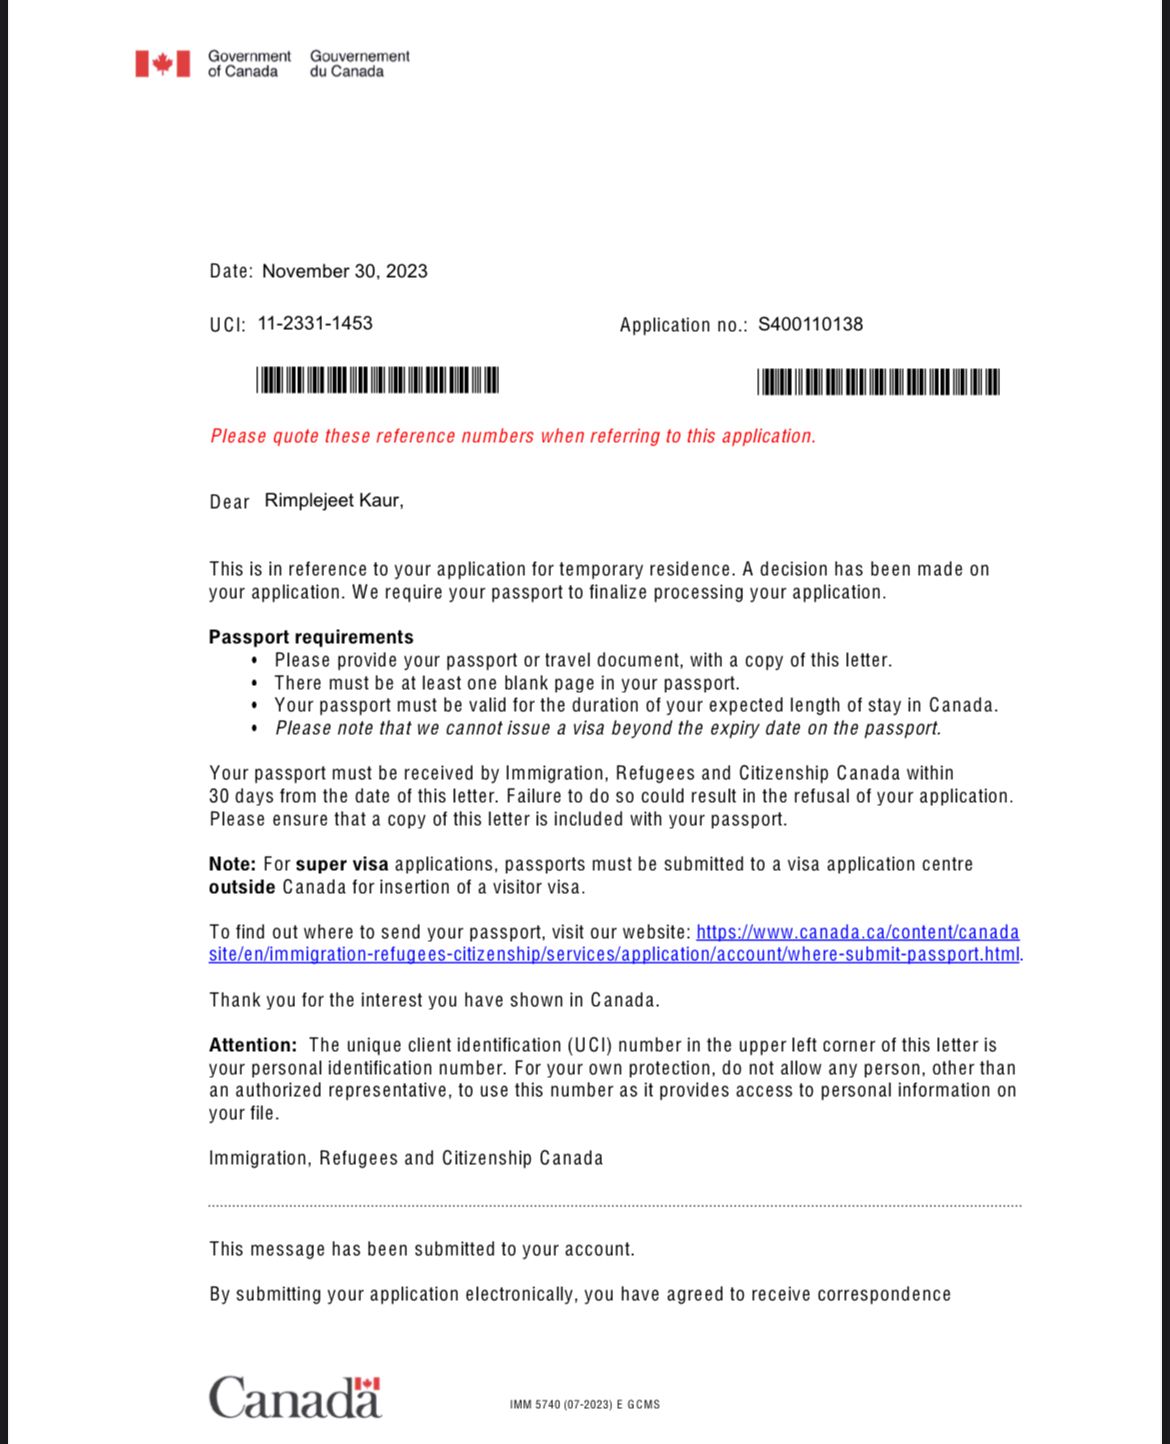 Government Gouvernement
of Canada du Canada
Date: November 30, 2023
UCI: 11-2331-1453 Application no.: S400110138
Please quote these reference numbers when referring to this application.
Dear Rimplejeet Kaur,
This is in reference to your application for temporary residence. A decision has been made on
your application. We require your passport to finalize processing your application.
Passport requirements
• Please provide your passport or travel document, with a copy of this letter.
• There must be at least one blank page in your passport.
• Your passport must be valid for the duration of your expected length of stay in Canada.
• Please note that we cannot issue a visa beyond the expiry date on the passport.
Your passport must be received by Immigration, Refugees and Citizenship Canada within
30 days from the date of this letter. Failure to do so could result in the refusal of your application.
Please ensure that a copy of this letter is included with your passport.
Note: For super visa applications, passports must be submitted to a visa application centre
outside Canada for insertion of a visitor visa.
To find out where to send your passport, visit our website: https://www.canada.ca/content/canada
site/en/immigration-refugees-citizenship/services/application/account/where-submit-passport.html.
Thank you for the interest you have shown in Canada.
Attention: The unique client identification (UCI) number in the upper left corner of this letter is
your personal identification number. For your own protection, do not allow any person, other than
an authorized representative, to use this number as it provides access to personal information on
your file.
Immigration, Refugees and Citizenship Canada
This message has been submitted to your account.
By submitting your application electronically, you have agreed to receive correspondence
Canada
IMM 5740 (07-2023) E GCMS